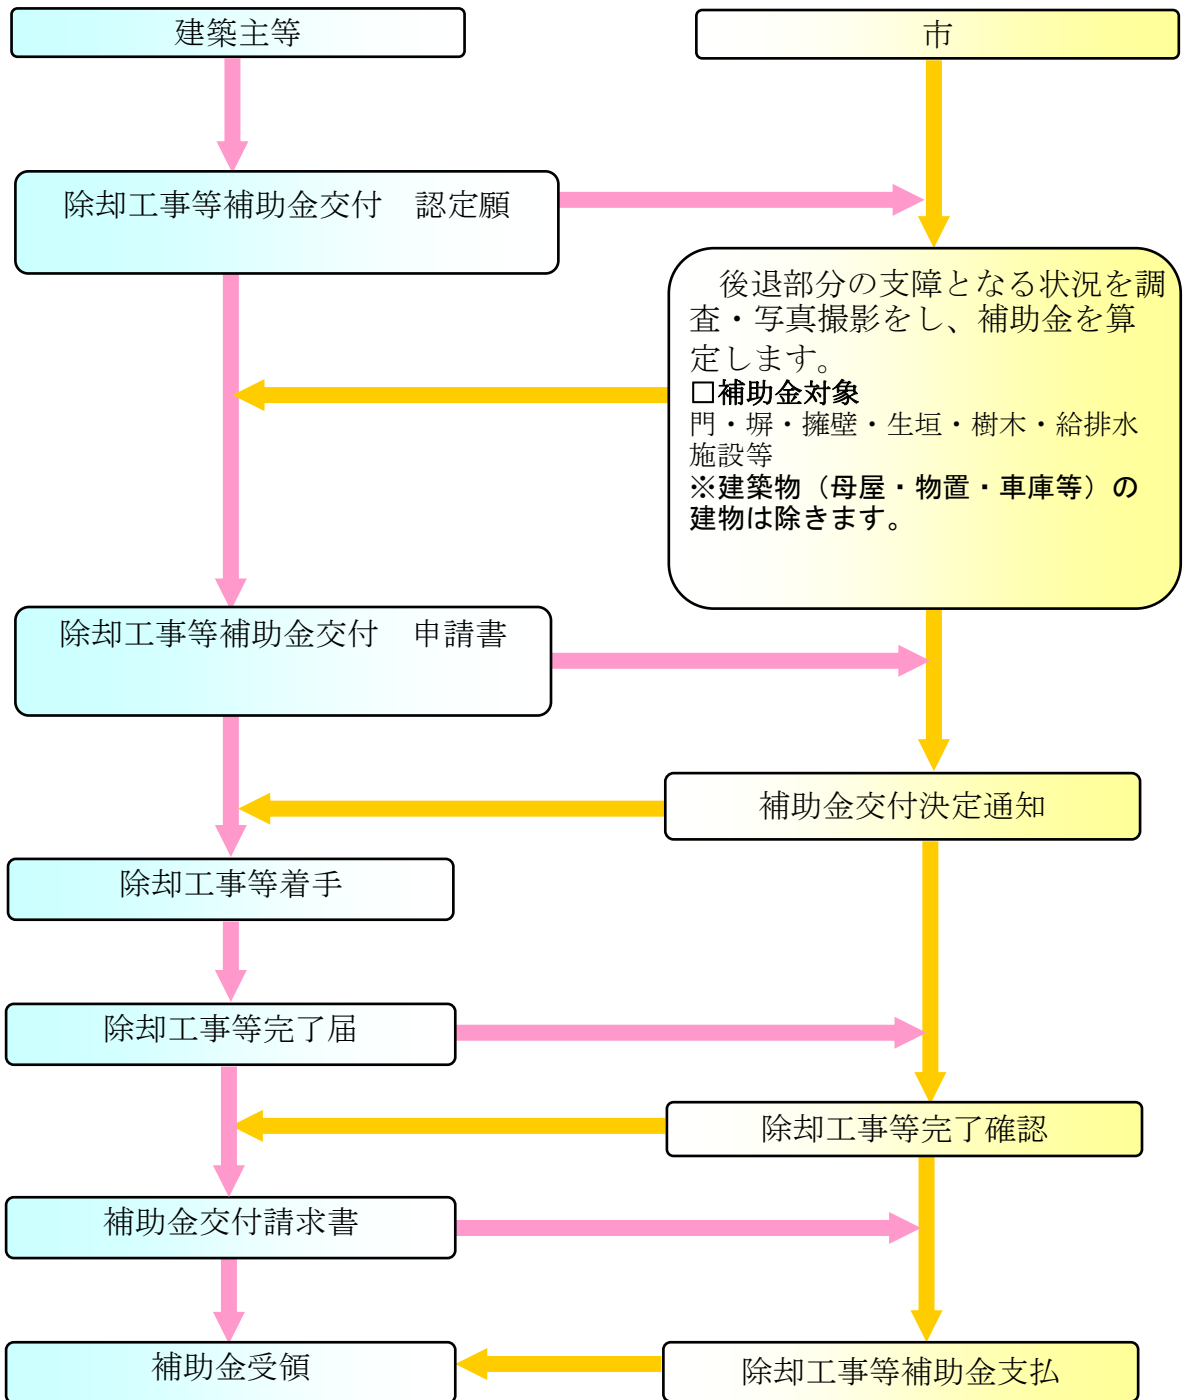 建築主等
市
除却工事等補助金交付　認定願
後退部分の支障となる状況を調
査・写真撮影をし、補助金を算
定します。
□補助金対象
門・塀・擁壁・生垣・樹木・給排水
施設等
※建築物（母屋・物置・車庫等）の
建物は除きます。
除却工事等補助金交付　申請書
補助金交付決定通知
除却工事等着手
除却工事等完了届
除却工事等完了確認
補助金交付請求書
補助金受領
除却工事等補助金支払